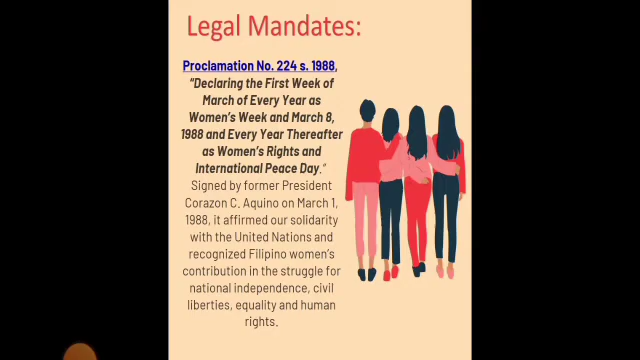 Legal Mandates:
Proclamation No. 224 s. 1988,
“Declaring the First Week of
March of Every Year as
Women’s Week and March 8,
1988 and Every Year Thereafter
as Women’s Rights and
International Peace Day.”
Signed by former President
Corazon C. Aquino on March 1,
1988, it affirmed our solidarity
with the United Nations and
recognized Filipino women’s
contribution in the struggle for
national independence, civil
liberties, equality and human
rights.